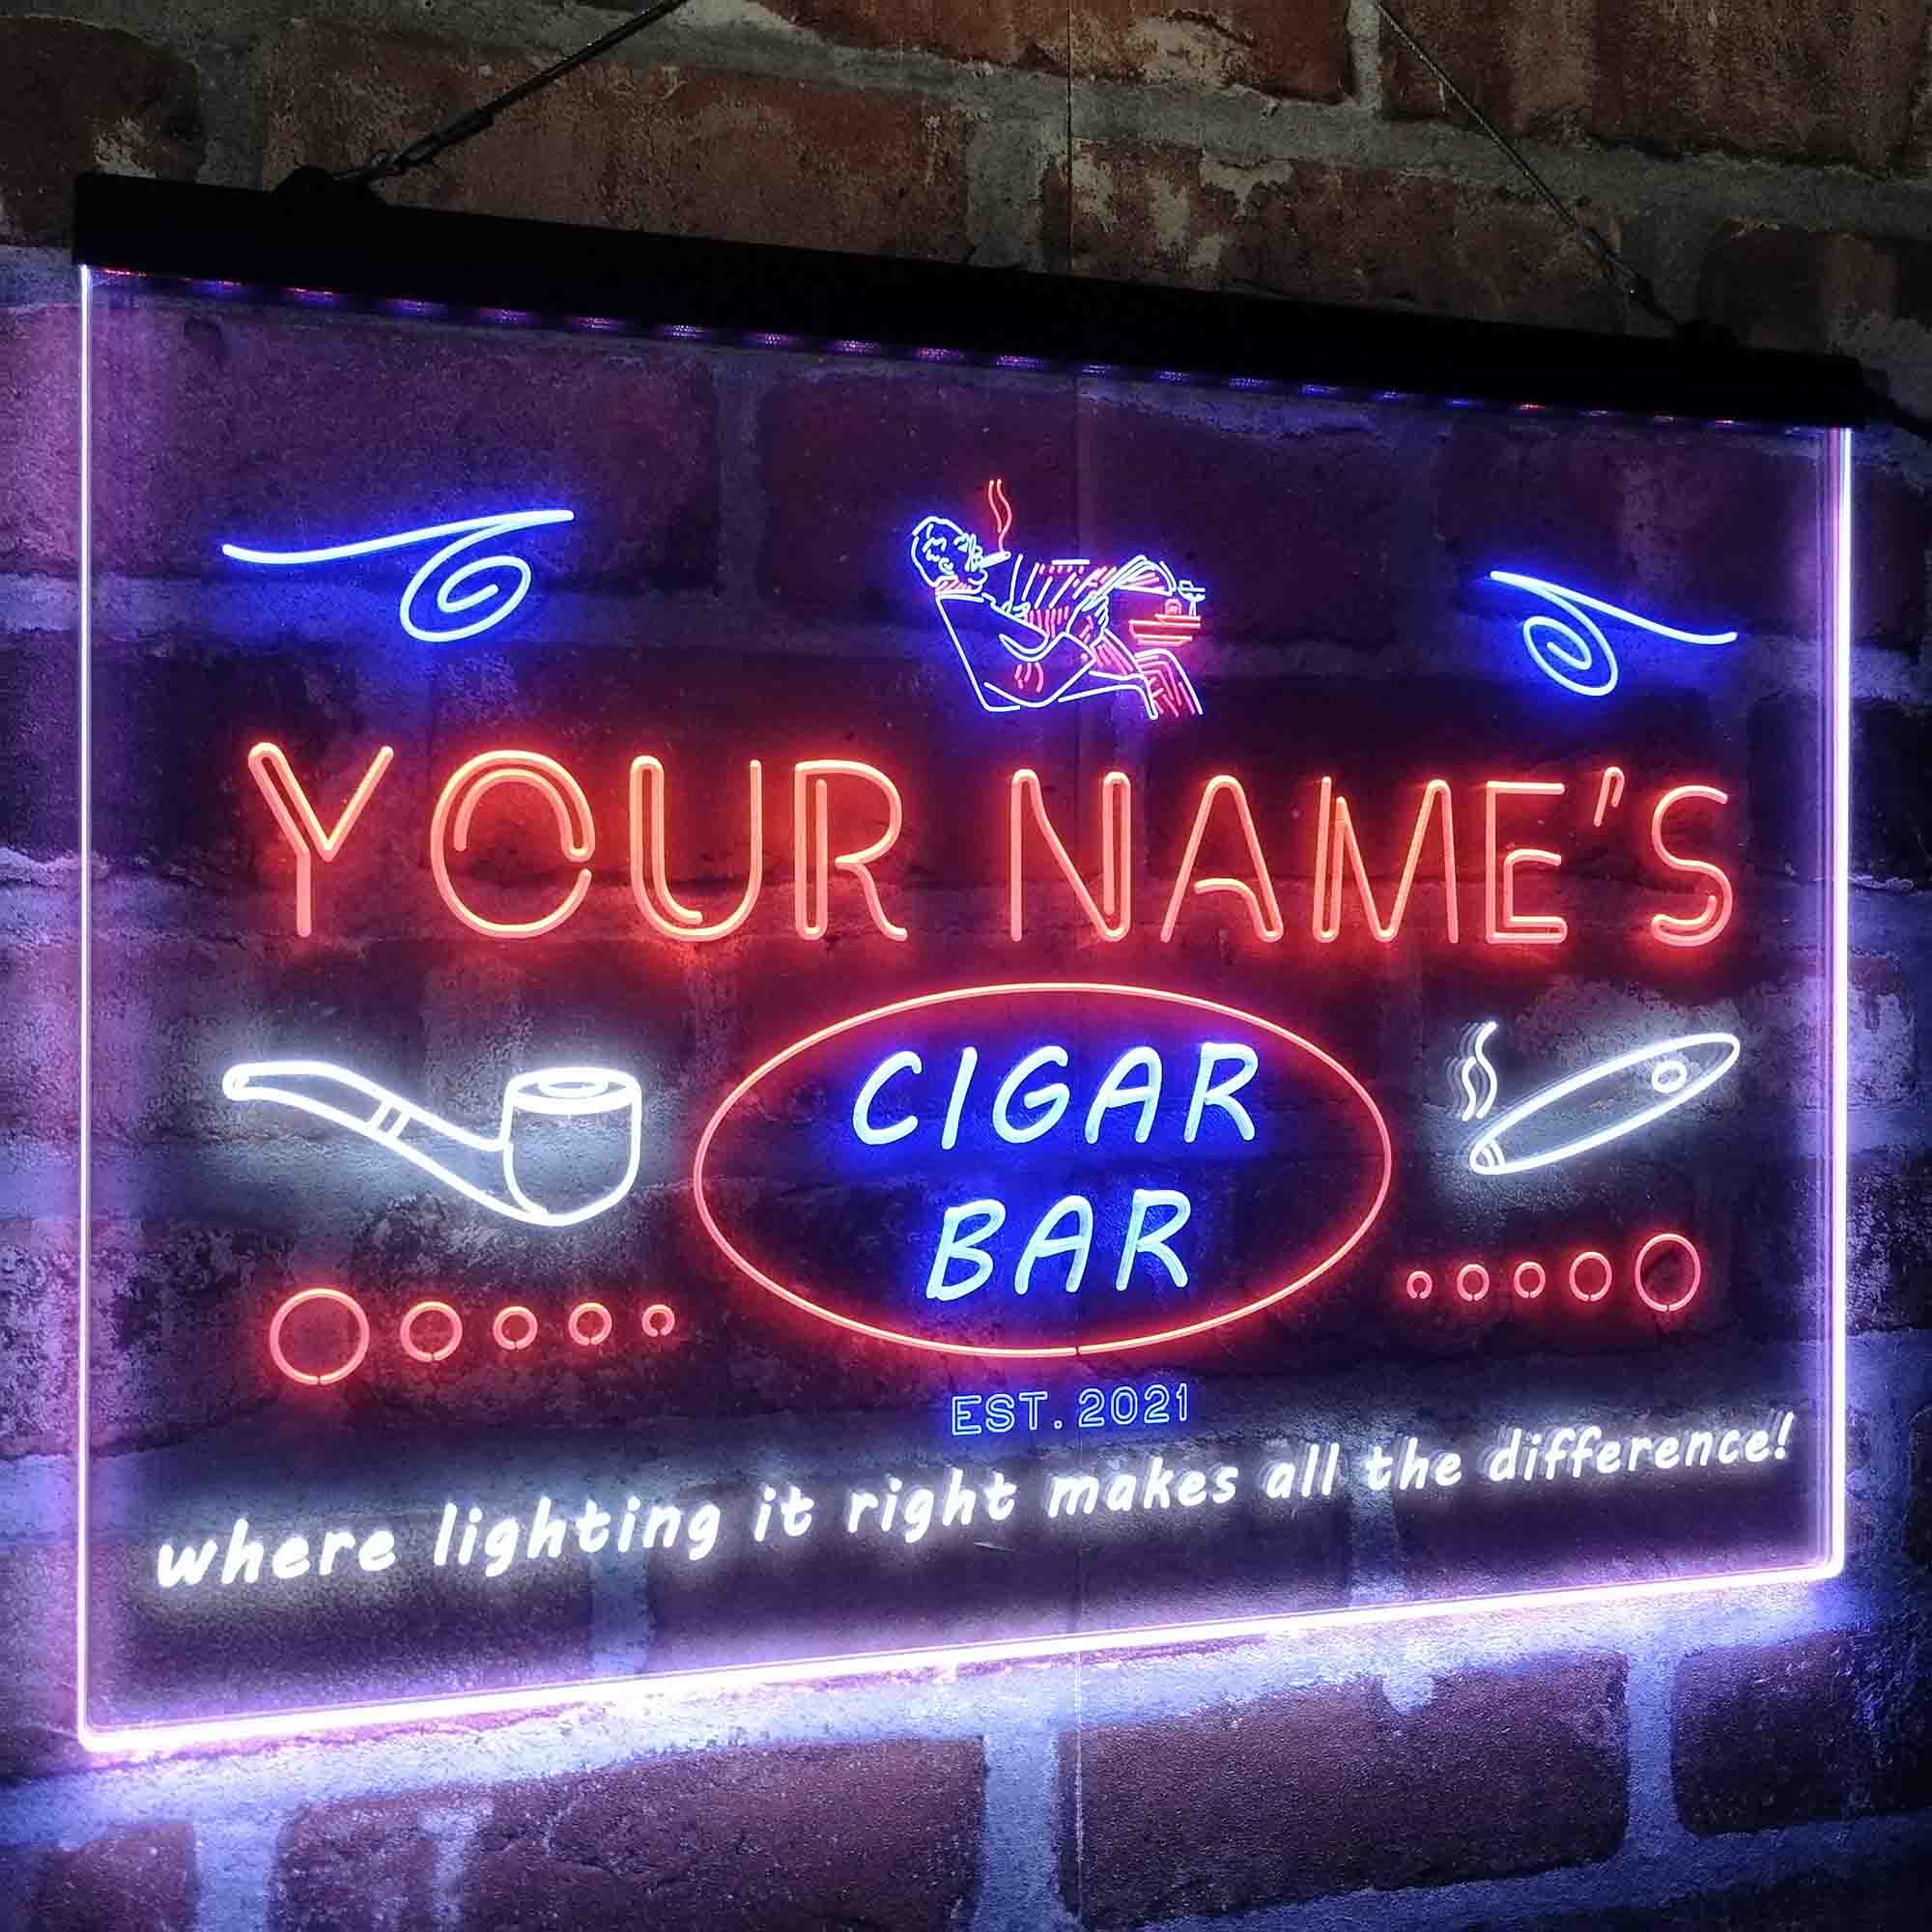 YOUR NAME'S
CIGAR
BAR
EST. 2021
where lighting it right makes all the difference!